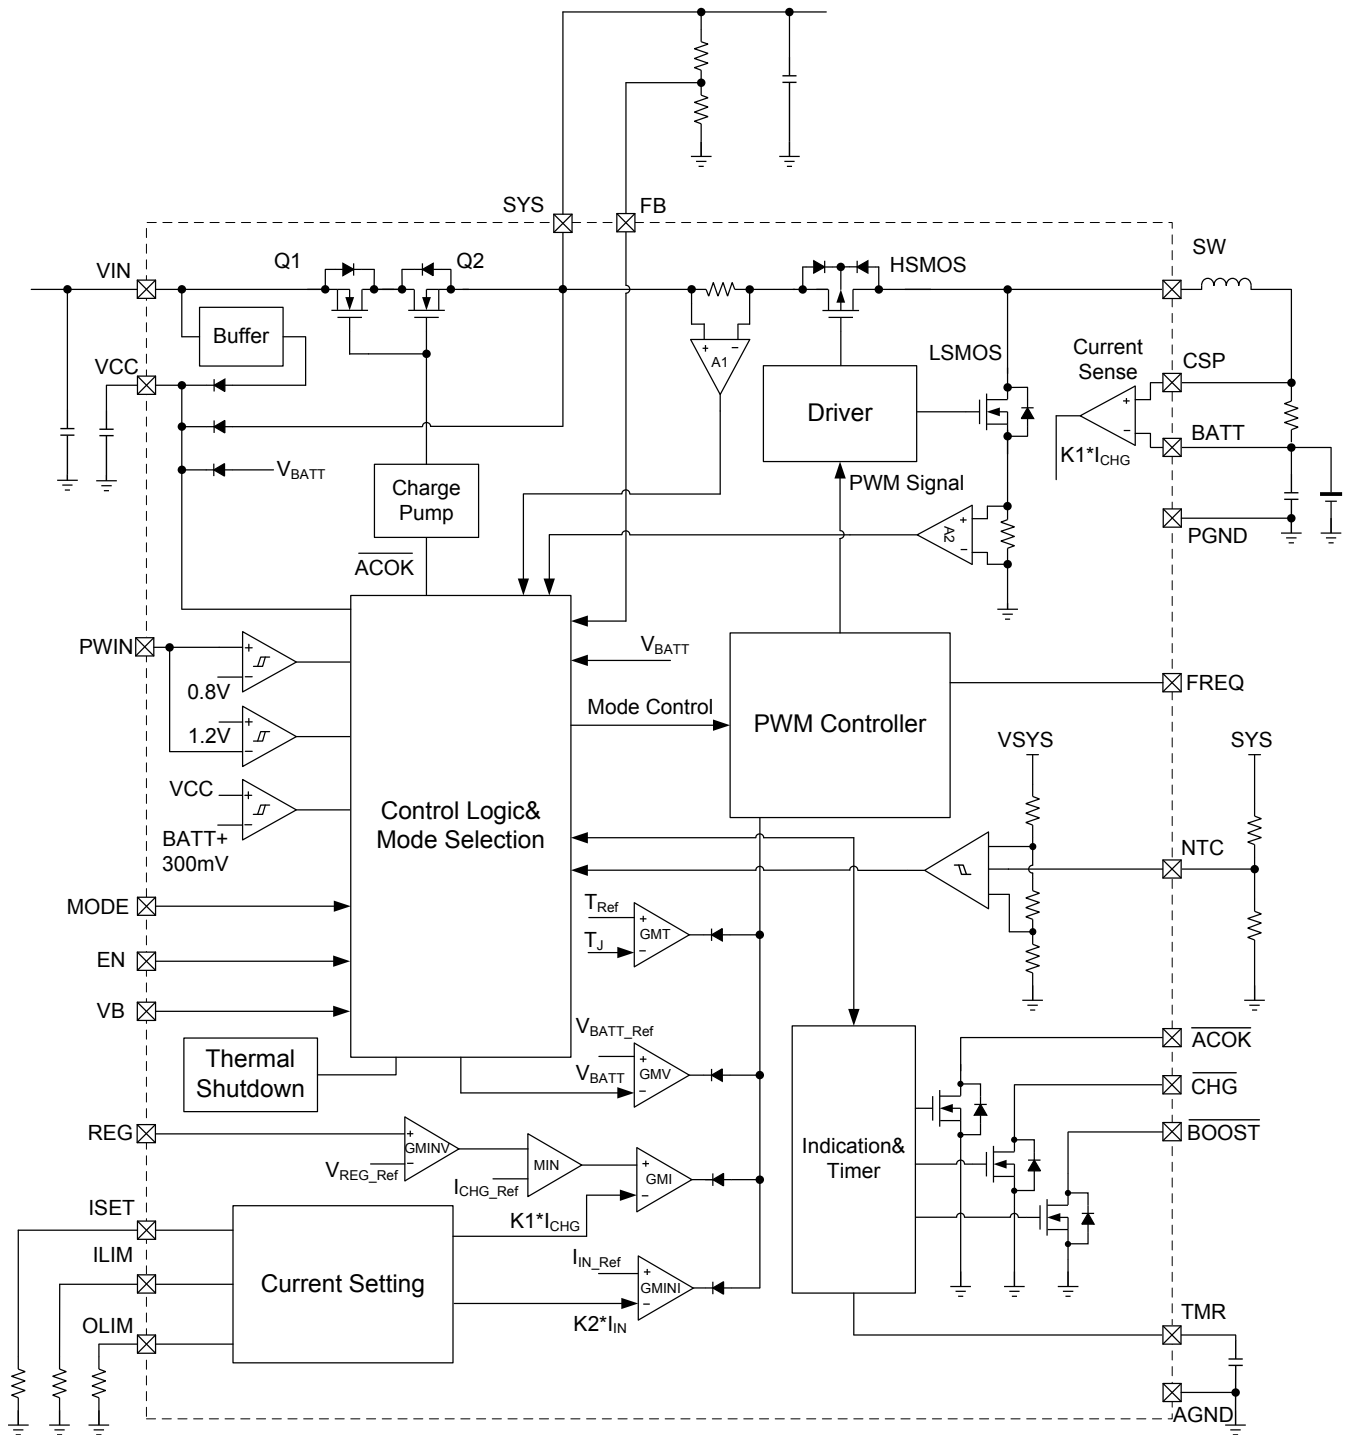 SYS
FB
SW
VIN
Q1
Q2
HSMOS
Buffer
LSMOS
Current
Sense
CSP
VCC
+
−
A1
Driver
+
−
BATT
K1*ICHG
VBATT
Charge
Pump
PWM Signal
+
A2
−
PGND
ACOK
PWIN
+
−
0.8V
VBATT
FREQ
Mode Control
PWM Controller
+
1.2V
−
VSYS
SYS
VCC
+
−
BATT+
300mV
Control Logic&
Mode Selection
NTC
MODE
TRef
+
GMT
TJ
−
EN
VB
VBATT_Ref
+
GMV
VBATT
−
Thermal
Shutdown
ACOK
CHG
BOOST
REG
+
GMINV
−
VREG_Ref
MIN
ICHG_Ref
+
GMI
−
K1*ICHG
Indication&
Timer
ISET
ILIM
Current Setting
IIN_Ref
+
GMINI
−
K2*IIN
OLIM
TMR
AGND